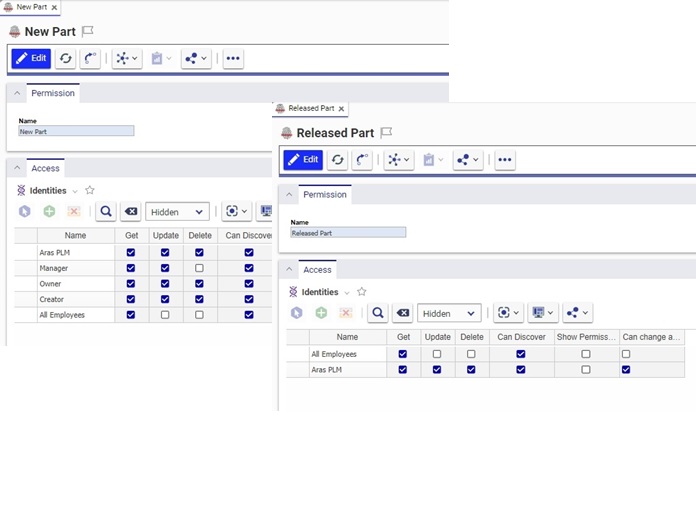 New Part ×
New Part
Edit
Permission
Name
New Part
Access
Identities
Hidden
Name Get Update Delete Can Discover
Aras PLM
Manager
Owner
Creator
All Employees
Released Part ×
Released Part
Edit
Permission
Name
Released Part
Access
Identities
Hidden
Name Get Update Delete Can Discover Show Permiss... Can change a...
All Employees
Aras PLM